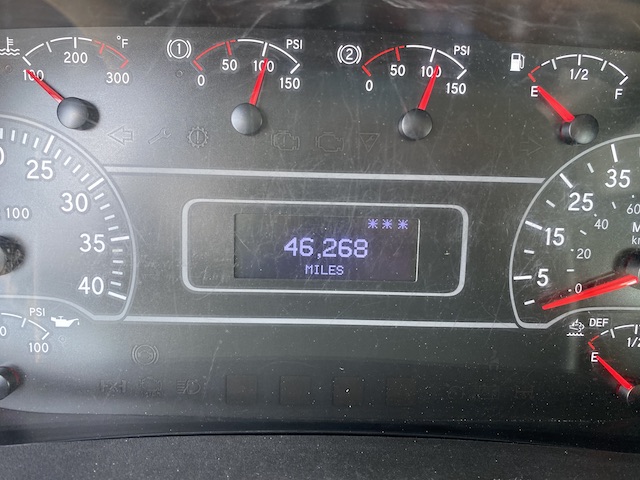 100 200 300 °F
(1) 0 50 100 150 PSI
(2) 0 50 100 150 PSI
E 1/2 F
25 30 35 40
100
***
46,268
MILES
0 5 15 25 35
0 20 40 60
PSI
100
DEF
E 1/2